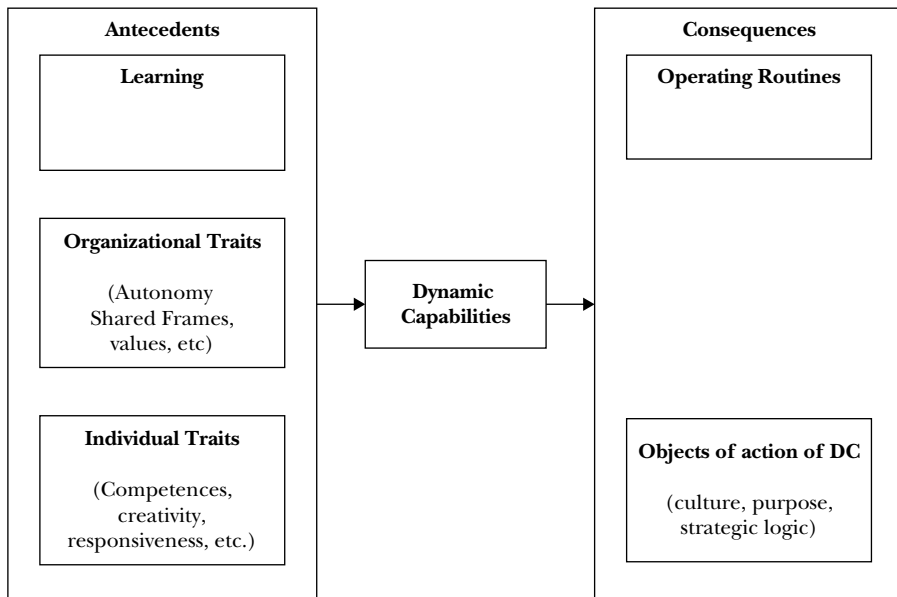 Antecedents
Learning
Organizational Traits
(Autonomy
Shared Frames,
values, etc)
Individual Traits
(Competences,
creativity,
responsiveness, etc.)
Dynamic
Capabilities
Consequences
Operating Routines
Objects of action of DC
(culture, purpose,
strategic logic)